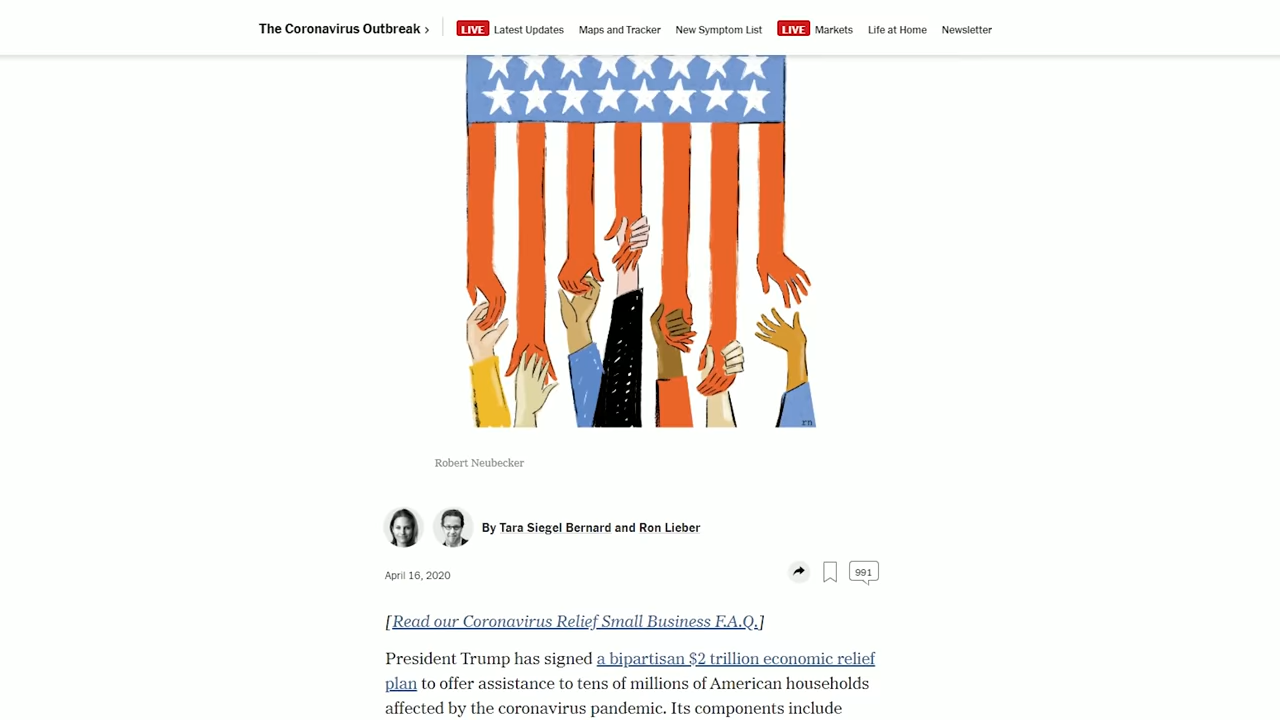 The Coronavirus Outbreak › LIVE Latest Updates Maps and Tracker New Symptom List LIVE Markets Life at Home Newsletter
rn
Robert Neubecker
By Tara Siegel Bernard and Ron Lieber
April 16, 2020
991
[Read our Coronavirus Relief Small Business F.A.Q.]
President Trump has signed a bipartisan $2 trillion economic relief
plan to offer assistance to tens of millions of American households
affected by the coronavirus pandemic. Its components include